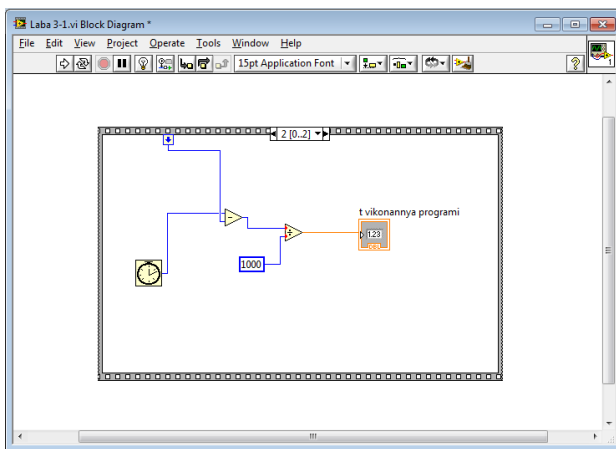 Laba 3-1.vi Block Diagram *
File Edit View Project Operate Tools Window Help
15pt Application Font
?
1
2 [0..2]
t vikonannya programi
1.23
1000